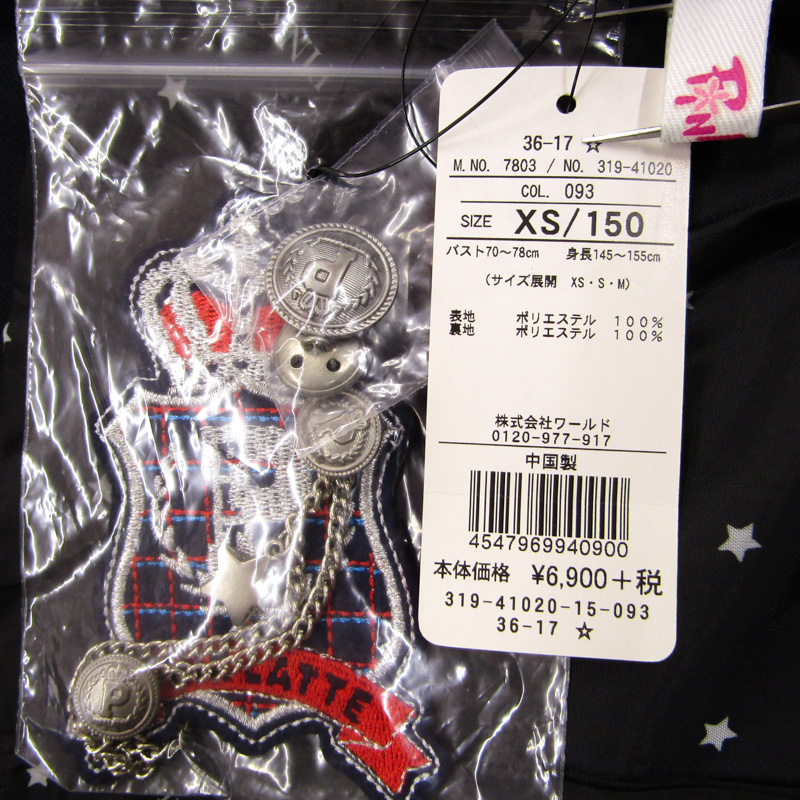 36-17 ☆
M.NO. 7803 / NO. 319-41020
COL. 093
SIZE XS/150
バスト70～78cm 身長145～155cm
(サイズ展開 XS・S・M)
表地 ポリエステル 100%
裏地 ポリエステル 100%
株式会社ワールド
0120-977-917
中国製
4547969940900
本体価格 ¥6,900+税
319-41020-15-093
36-17 ☆
P
LATTE